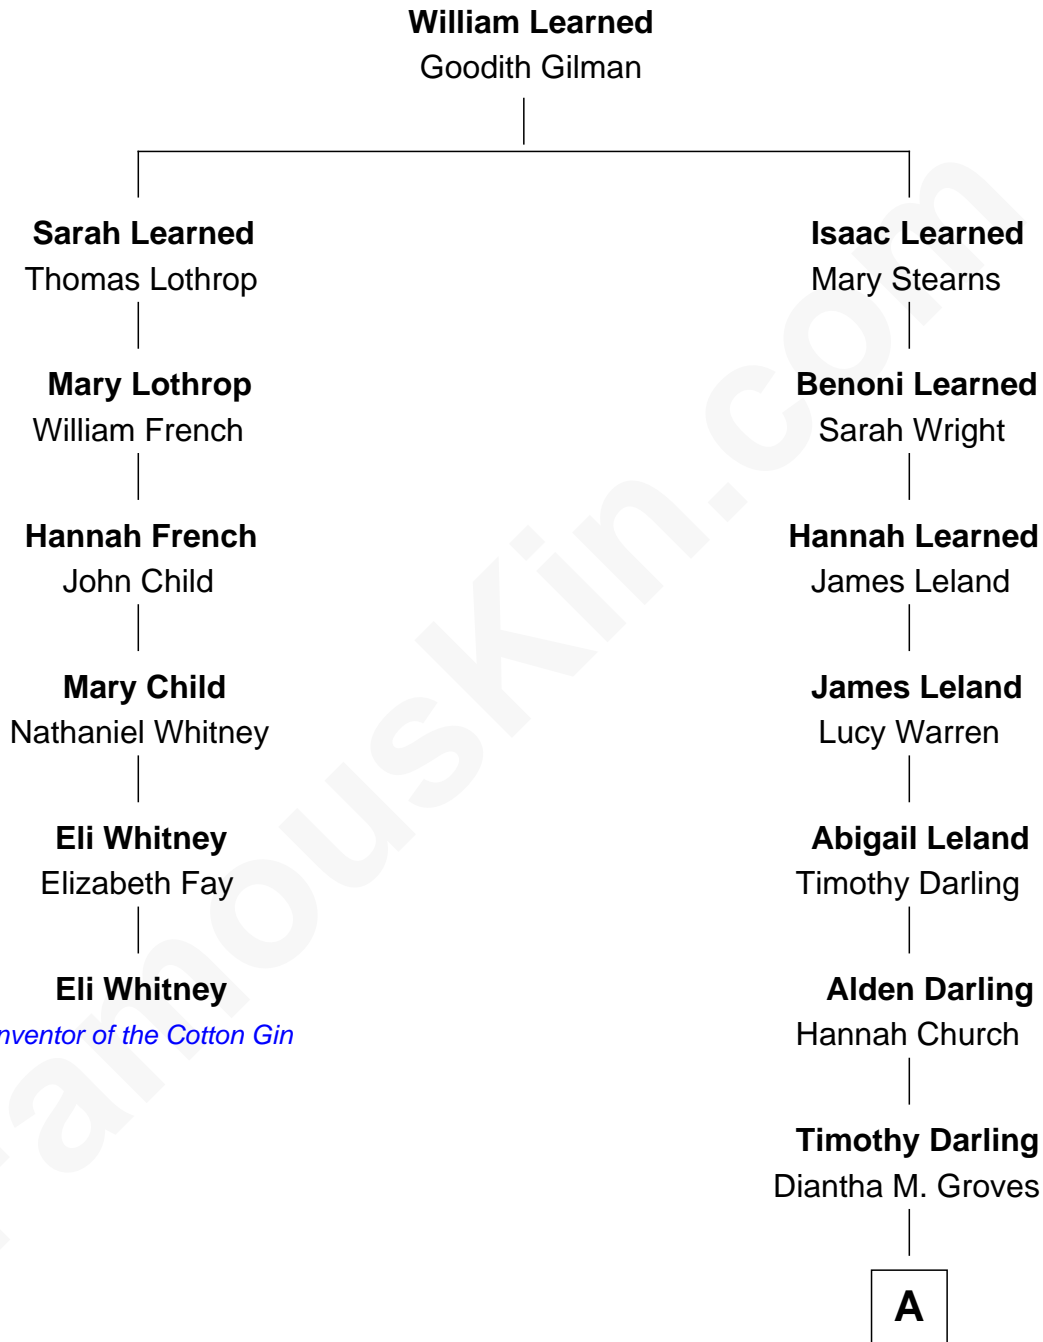 William Learned
Goodith Gilman
Sarah Learned
Thomas Lothrop
Mary Lothrop
William French
Hannah French
John Child
Mary Child
Nathaniel Whitney
Eli Whitney
Elizabeth Fay
Eli Whitney
nventor of the Cotton Gin
Isaac Learned
Mary Stearns
Benoni Learned
Sarah Wright
Hannah Learned
James Leland
James Leland
Lucy Warren
Abigail Leland
Timothy Darling
Alden Darling
Hannah Church
Timothy Darling
Diantha M. Groves
A
FamousKin.com